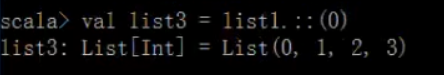 scala> val list3 = list1.::(0)
list3: List[Int] = List(0, 1, 2, 3)